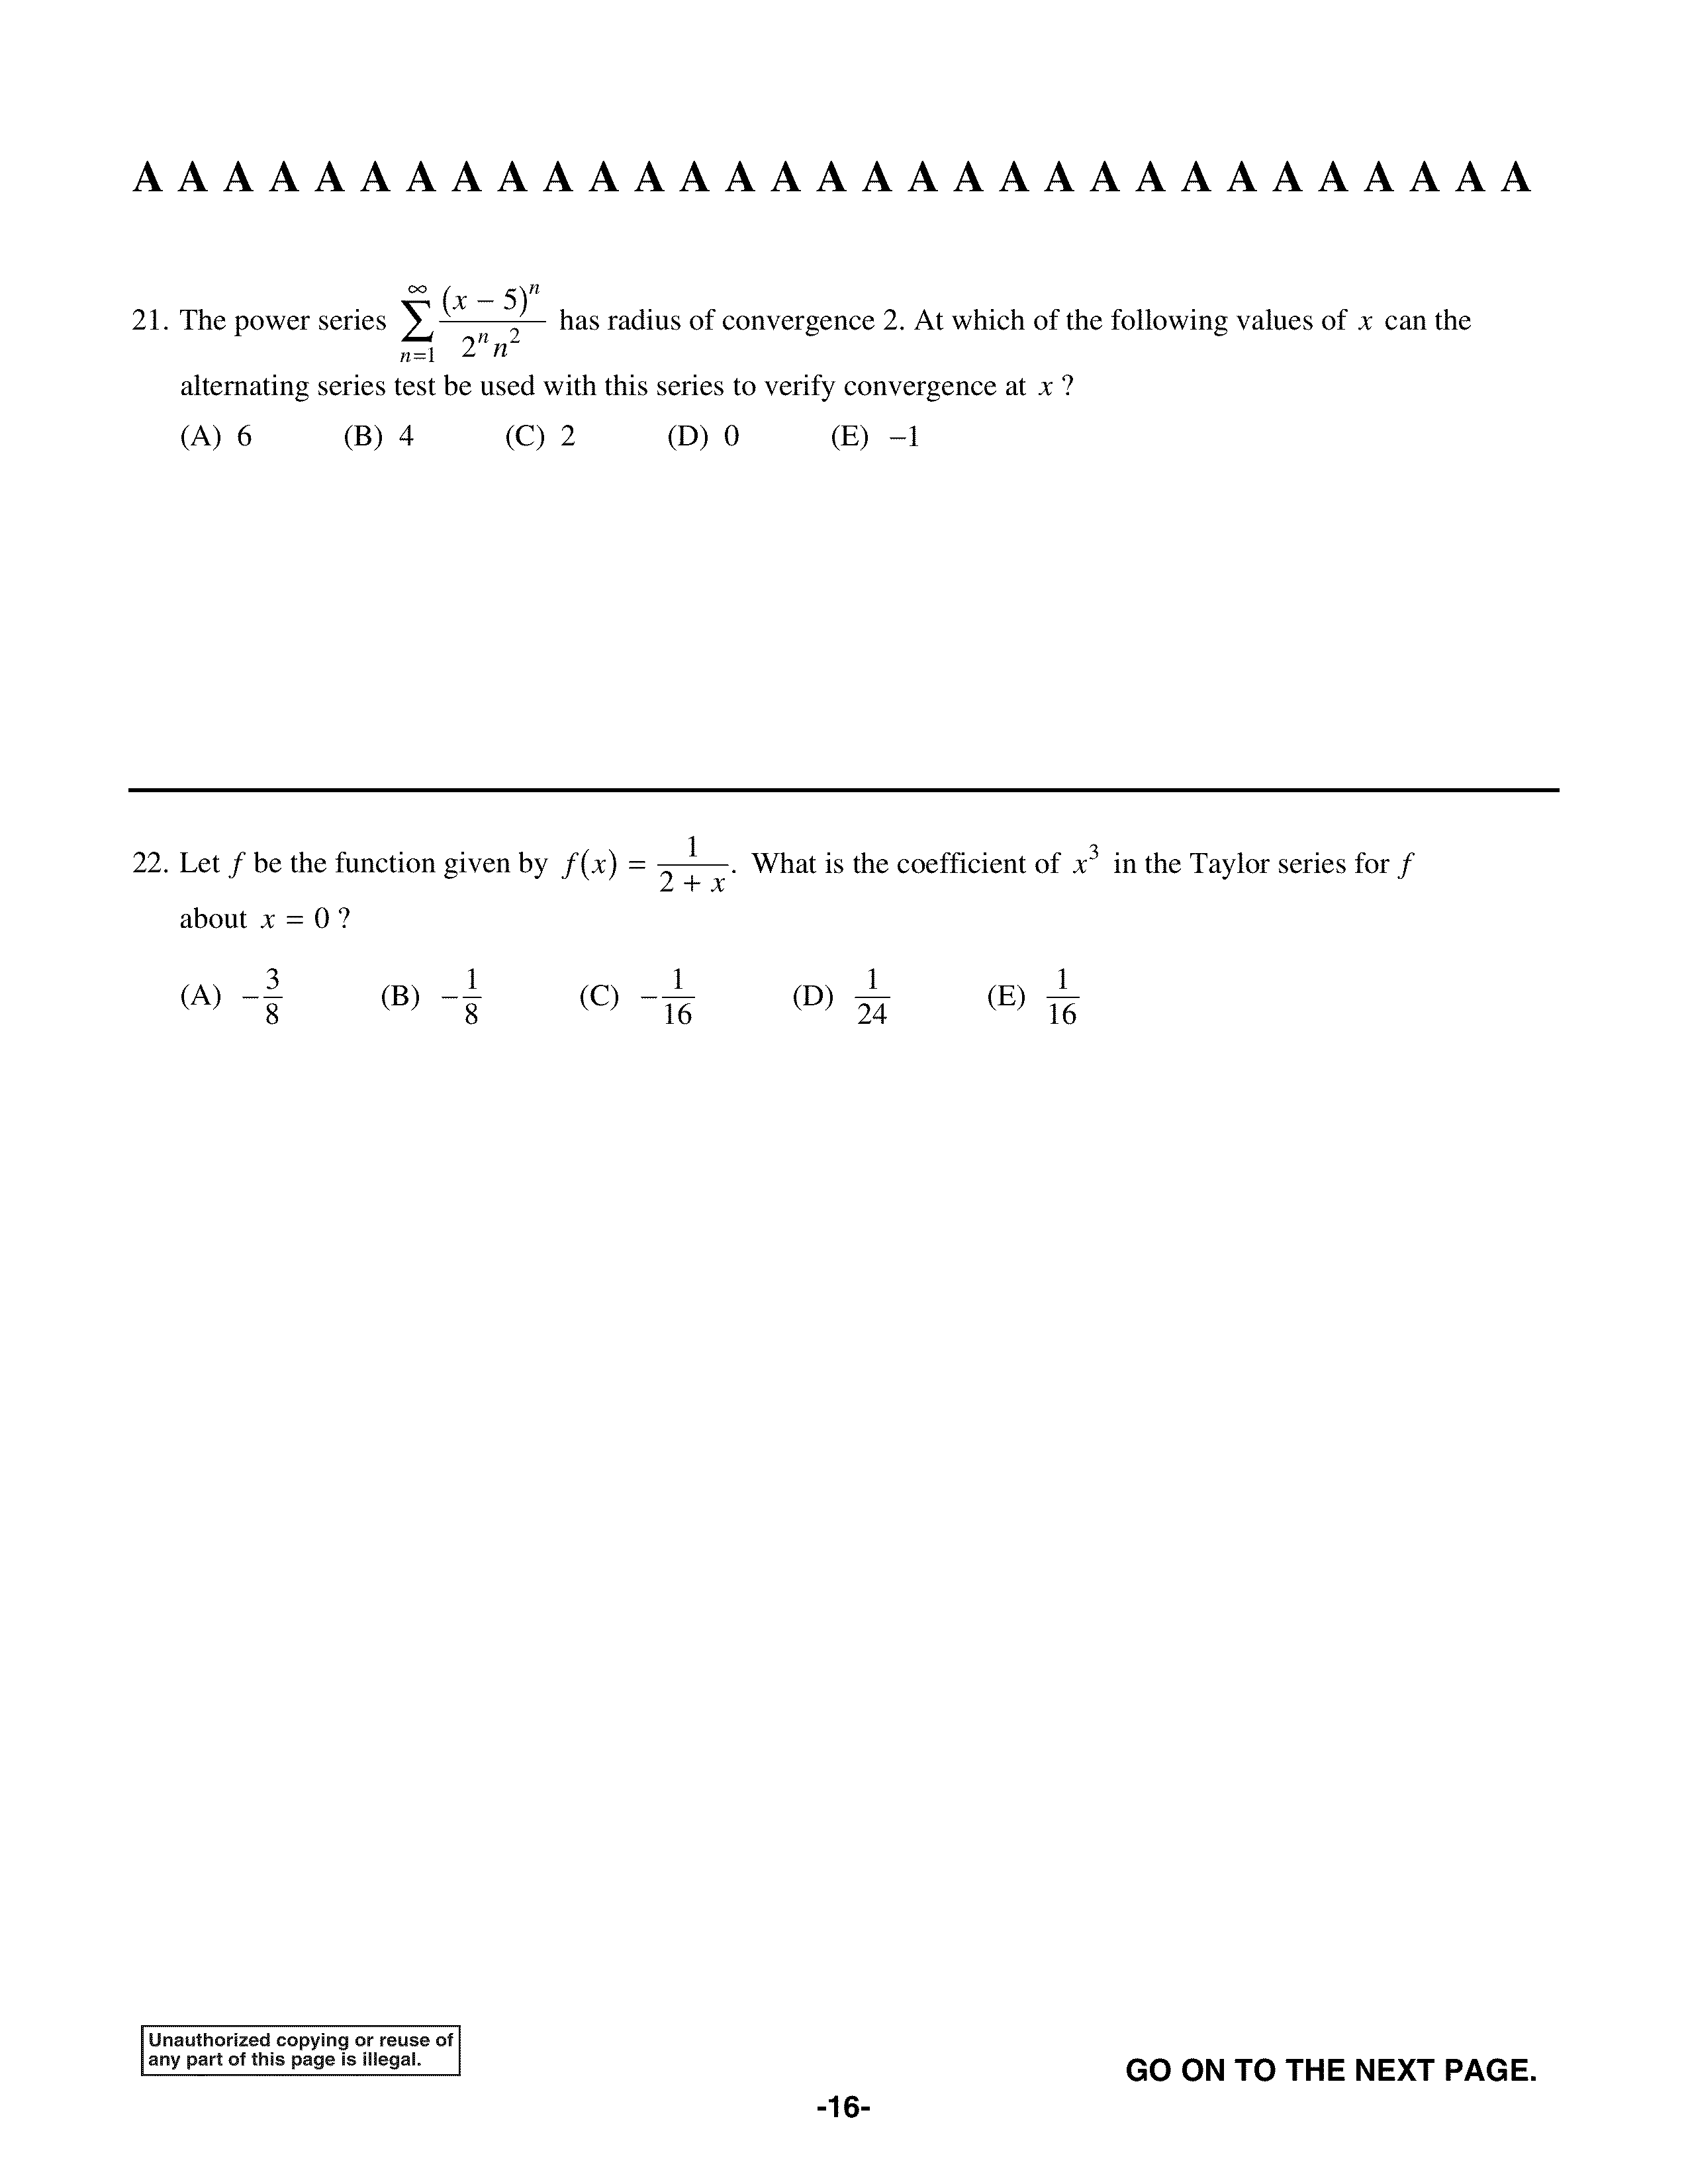 A A A A A A A A A A A A A A A A A A A A A A A A A A A A A A A
21. The power series $\sum_{n=1}^{\infty} \frac{(x-5)^n}{2^n n^2}$ has radius of convergence 2. At which of the following values of x can the
alternating series test be used with this series to verify convergence at x ?
(A) 6 (B) 4 (C) 2 (D) 0 (E) −1
22. Let f be the function given by $f(x) = \frac{1}{2+x}$. What is the coefficient of $x^3$ in the Taylor series for f
about x = 0 ?
(A) $-\frac{3}{8}$ (B) $-\frac{1}{8}$ (C) $-\frac{1}{16}$ (D) $\frac{1}{24}$ (E) $\frac{1}{16}$
Unauthorized copying or reuse of
any part of this page is illegal.
GO ON TO THE NEXT PAGE.
-16-